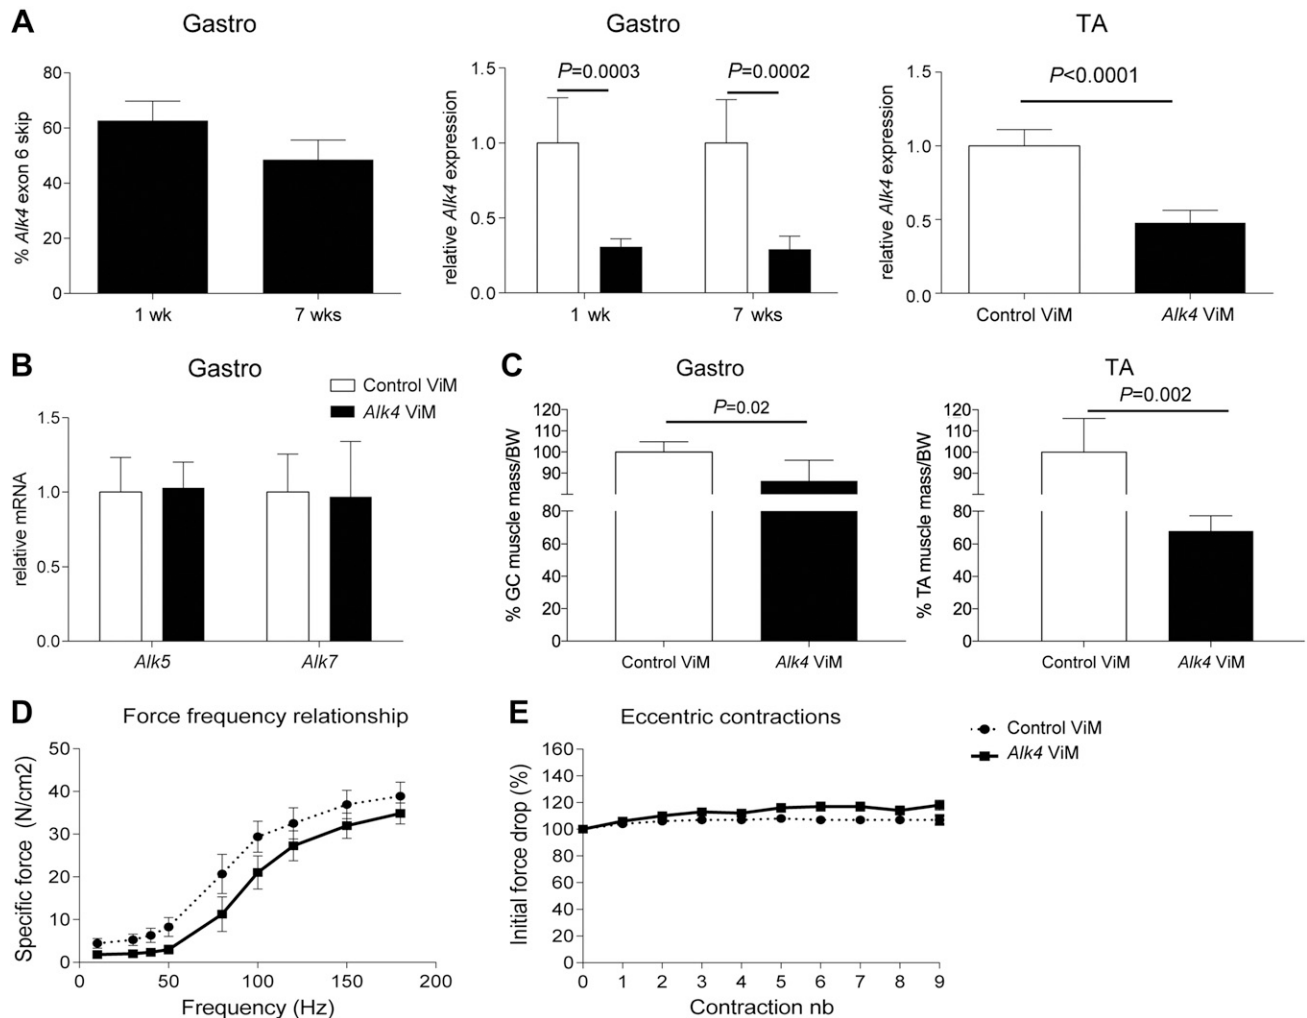 A
Gastro
Gastro
TA
80
60
40
20
0
% Alk4 exon 6 skip
1 wk
7 wks
1.5
1.0
0.5
0.0
relative Alk4 expression
P=0.0003
P=0.0002
1 wk
7 wks
1.5
1.0
0.5
0.0
relative Alk4 expression
P<0.0001
Control ViM
Alk4 ViM
B
Gastro
Control ViM
Alk4 ViM
1.5
1.0
0.5
0.0
relative mRNA
Alk5
Alk7
C
Gastro
P=0.02
120
110
100
90
80
60
40
20
0
% GC muscle mass/BW
Control ViM
Alk4 ViM
TA
P=0.002
120
110
100
90
80
60
40
20
0
% TA muscle mass/BW
Control ViM
Alk4 ViM
D
Force frequency relationship
50
40
30
20
10
0
Specific force (N/cm2)
0
50
100
150
200
Frequency (Hz)
E
Eccentric contractions
Control ViM
Alk4 ViM
160
140
120
100
80
60
40
20
0
Initial force drop (%)
0
1
2
3
4
5
6
7
8
9
Contraction nb